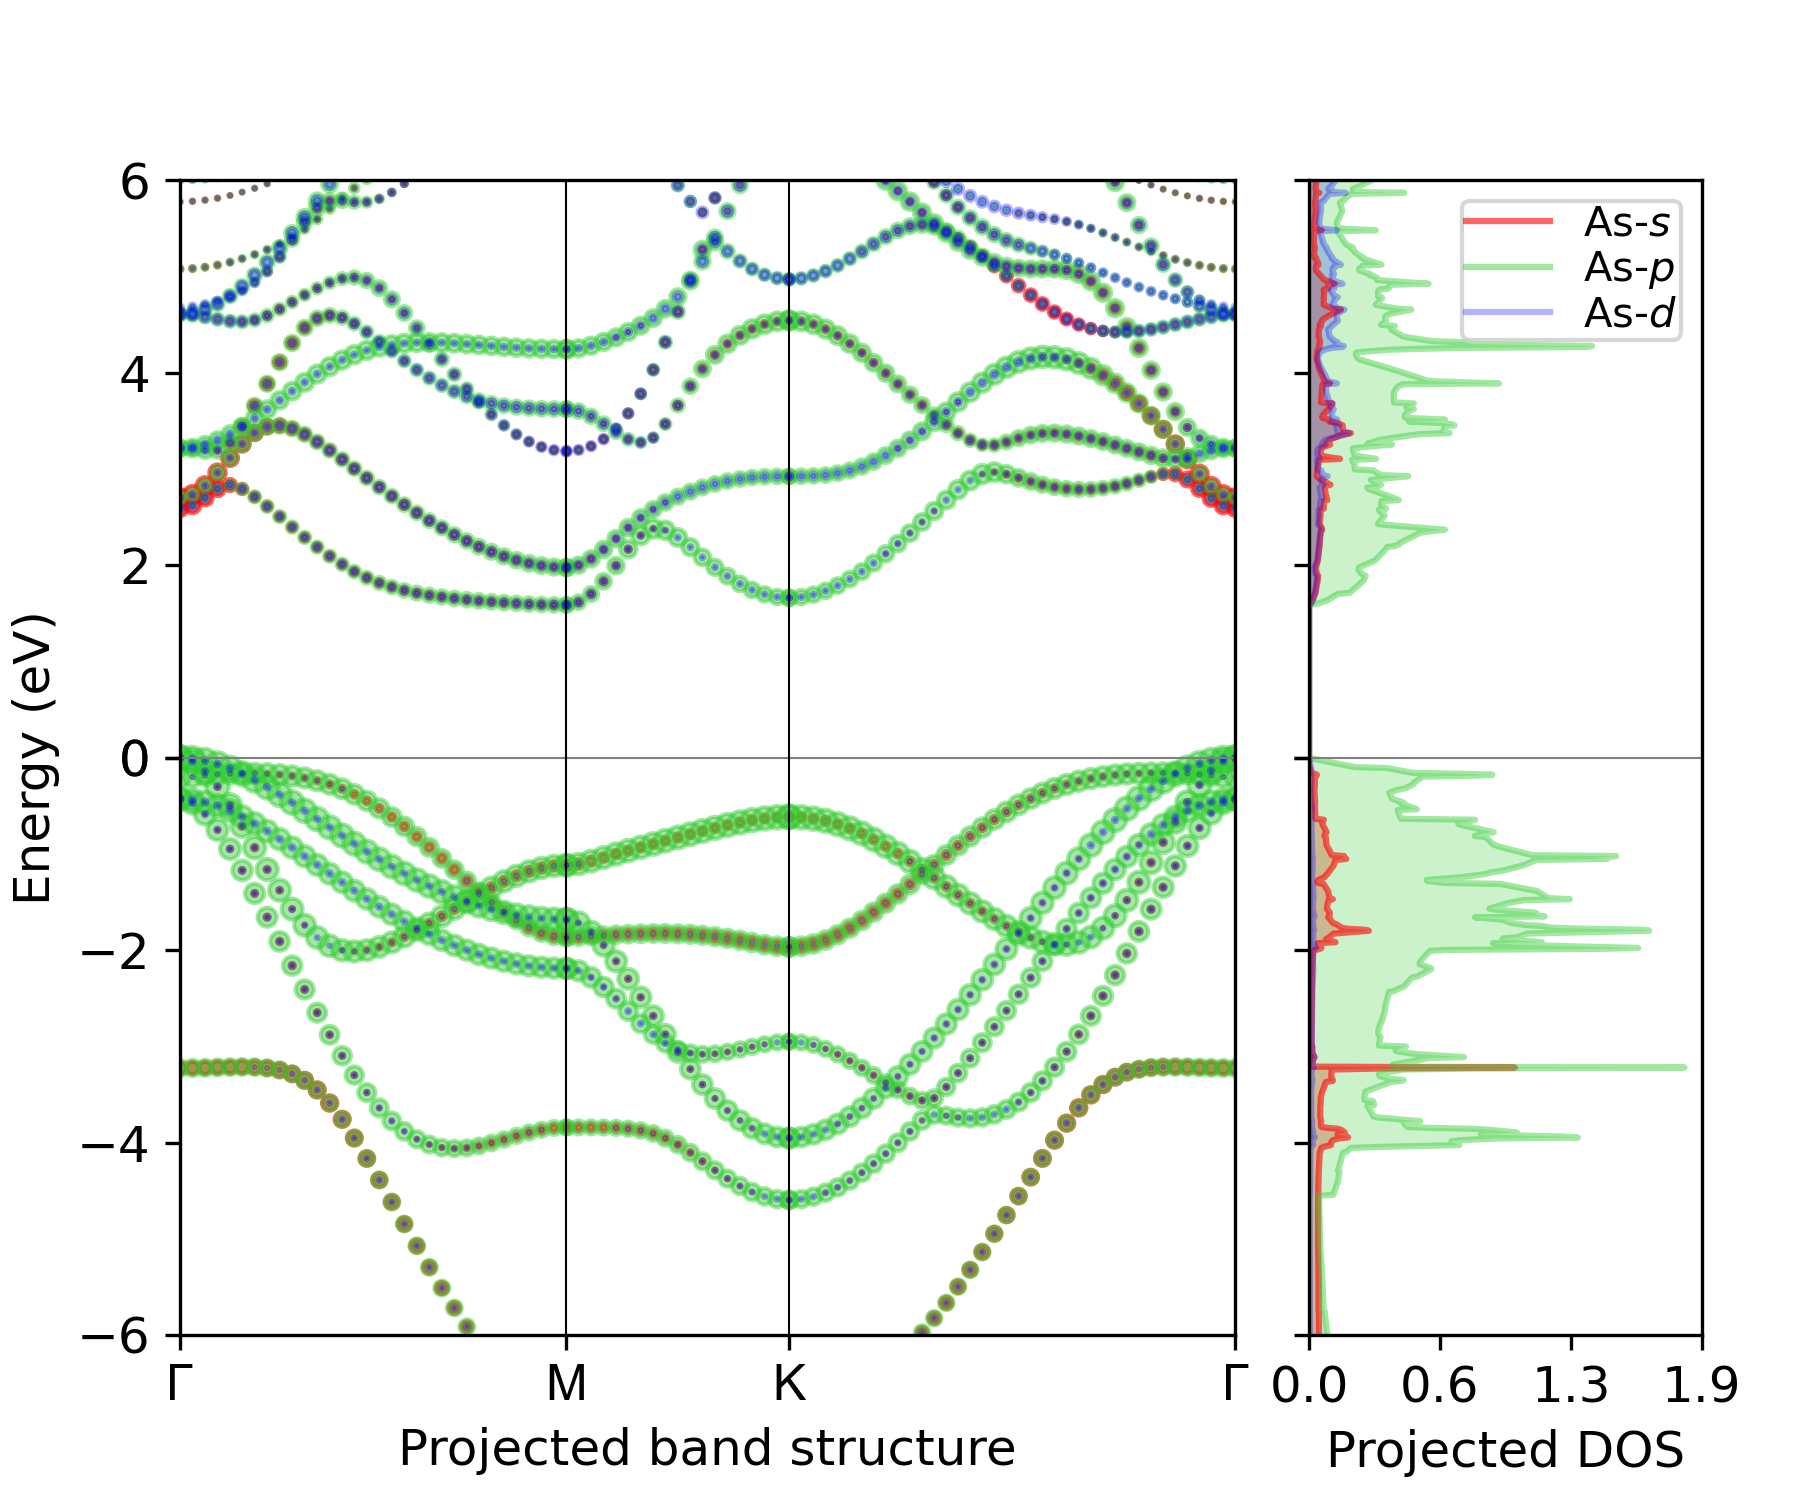 6
4
2
0
−2
−4
−6
Energy (eV)
Γ M K Γ
Projected band structure
As-s
As-p
As-d
0.0 0.6 1.3 1.9
Projected DOS